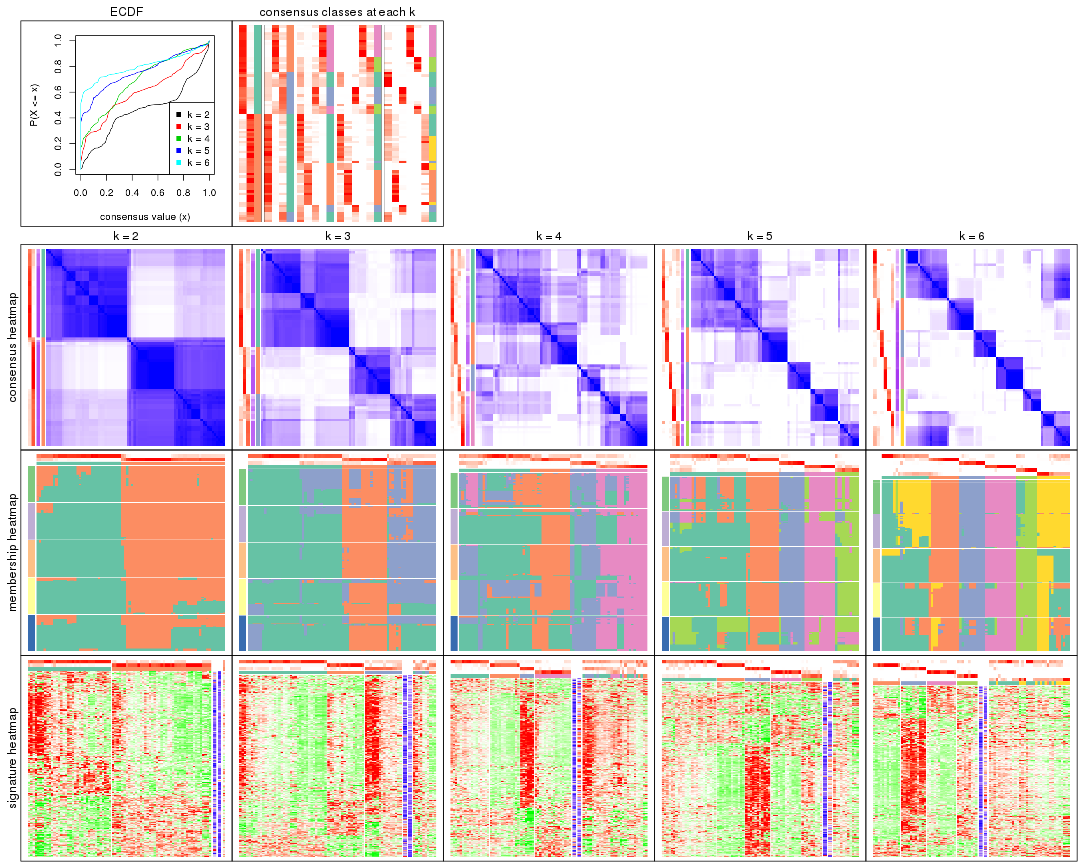 ECDF
consensus classes at each k
P(X <= x)
0.0 0.2 0.4 0.6 0.8 1.0
k = 2
k = 3
k = 4
k = 5
k = 6
0.0 0.2 0.4 0.6 0.8 1.0
consensus value (x)
k = 2 k = 3 k = 4 k = 5 k = 6
consensus heatmap
membership heatmap
signature heatmap